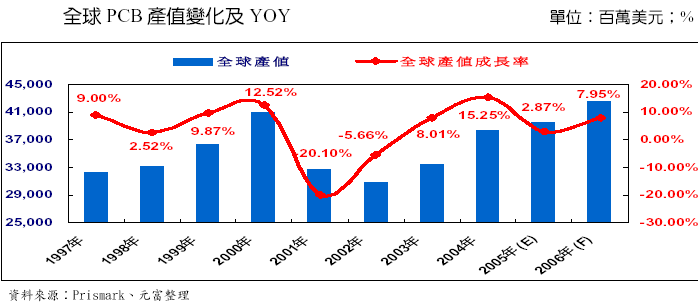 全球 PCB 產值變化及 YOY
單位：百萬美元；%
全球產值
全球產值成長率
45,000
41,000
37,000
33,000
29,000
25,000
9.00%
2.52%
9.87%
12.52%
-20.10%
-5.66%
8.01%
15.25%
2.87%
7.95%
20.00%
10.00%
0.00%
-10.00%
-20.00%
-30.00%
1997年
1998年
1999年
2000年
2001年
2002年
2003年
2004年
2005年(E)
2006年(F)
資料來源：Prismark、元富整理